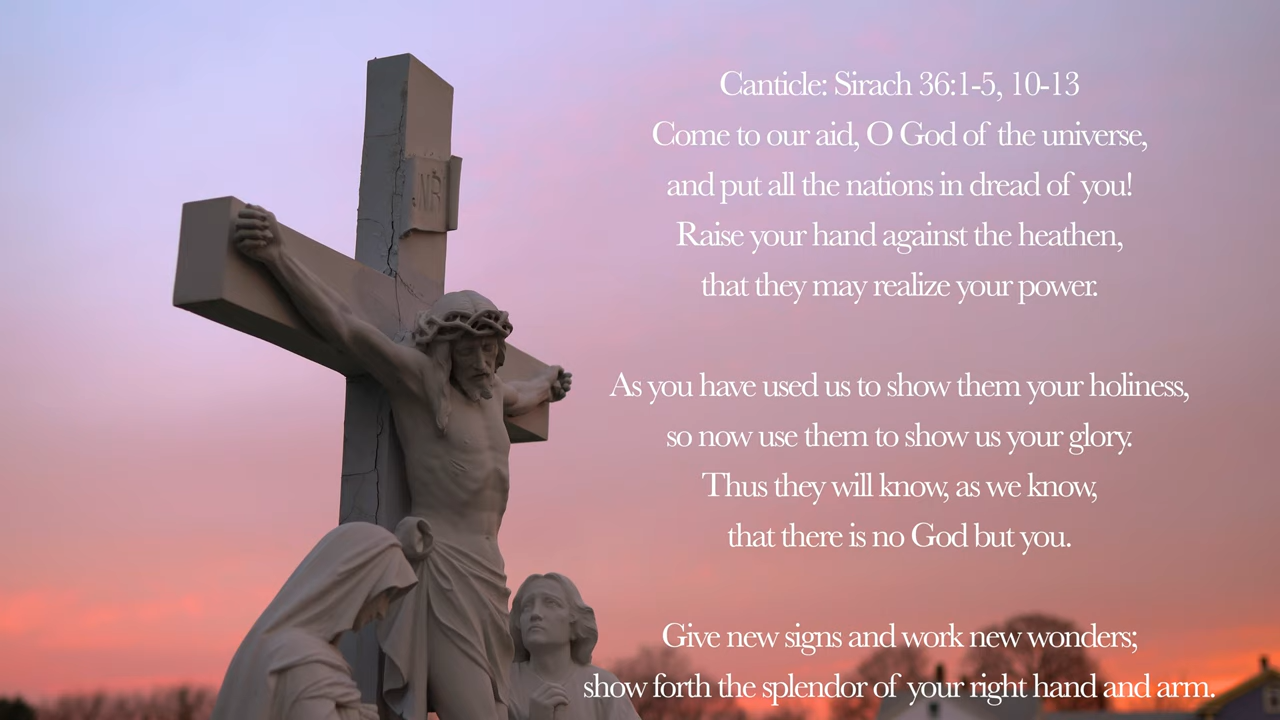 Canticle: Sirach 36:1-5, 10-13
Come to our aid, O God of the universe,
and put all the nations in dread of you!
Raise your hand against the heathen,
that they may realize your power.
As you have used us to show them your holiness,
so now use them to show us your glory.
Thus they will know, as we know,
that there is no God but you.
Give new signs and work new wonders;
show forth the splendor of your right hand and arm.